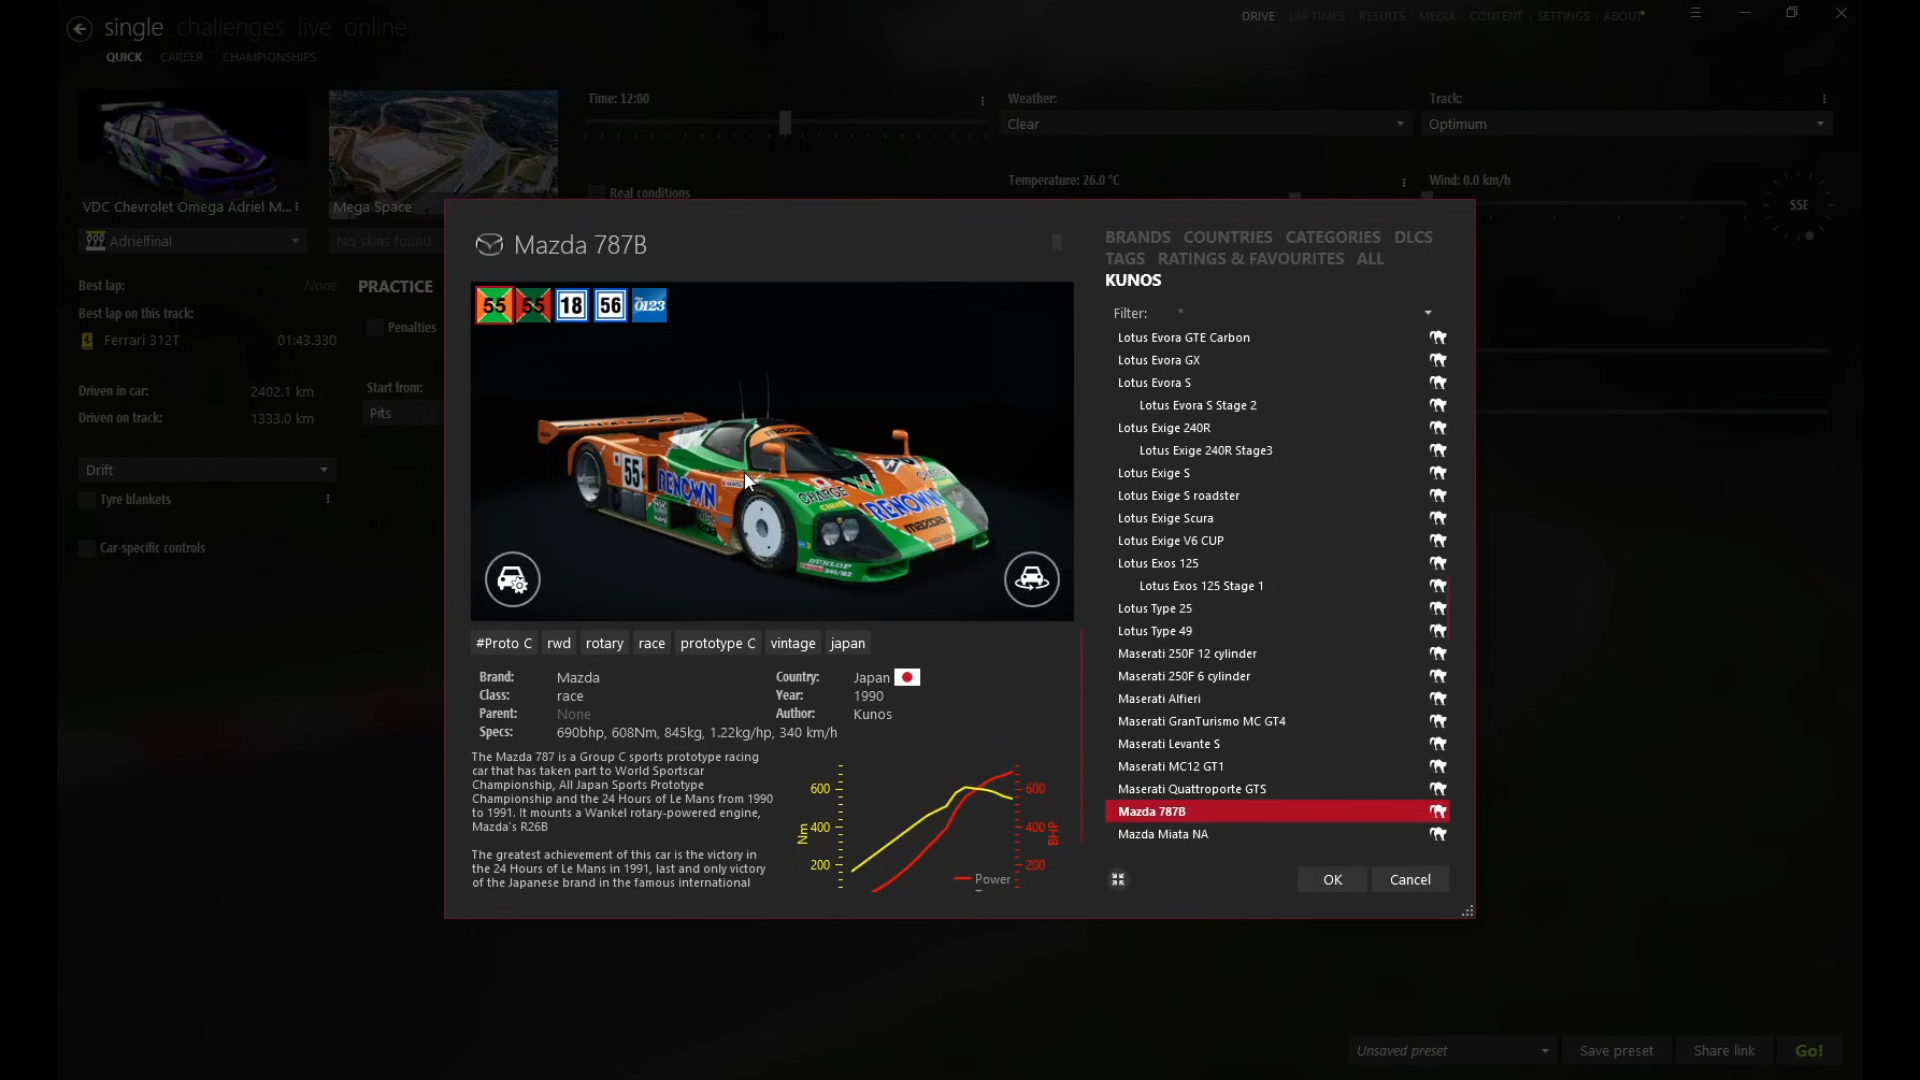 single challenges live online
DRIVE LAP TIMES RESULTS MEDIA CONTENT SETTINGS ABOUT
QUICK CAREER CHAMPIONSHIPS
VDC Chevrolet Omega Adriel M...
Adrielfinal
Mega Space
No skins found
Time: 12:00
Real conditions
Weather:
Clear
Track:
Optimum
Temperature: 26.0 °C
Wind: 0.0 km/h
SSE
Best lap: None
Best lap on this track:
Ferrari 312T 01:43.330
Driven in car: 2402.1 km
Driven on track: 1333.0 km
Drift
Tyre blankets
Car-specific controls
PRACTICE
Penalties
Start from:
Pits
Mazda 787B
55 55 18 56 0123
55
RENOWN
CHARGE
RENOWN
mazda
DUNLOP
#Proto C rwd rotary race prototype C vintage japan
Brand: Mazda
Country: Japan
Class: race
Year: 1990
Parent: None
Author: Kunos
Specs: 690bhp, 608Nm, 845kg, 1.22kg/hp, 340 km/h
The Mazda 787 is a Group C sports prototype racing
car that has taken part to World Sportscar
Championship, All Japan Sports Prototype
Championship and the 24 Hours of Le Mans from 1990
to 1991. It mounts a Wankel rotary-powered engine,
Mazda's R26B
The greatest achievement of this car is the victory in
the 24 Hours of Le Mans in 1991, last and only victory
of the Japanese brand in the famous international
600
400
200
Nm
600
400
200
BHP
Power
BRANDS COUNTRIES CATEGORIES DLCS
TAGS RATINGS & FAVOURITES ALL
KUNOS
Filter: *
Lotus Evora GTE Carbon
Lotus Evora GX
Lotus Evora S
Lotus Evora S Stage 2
Lotus Exige 240R
Lotus Exige 240R Stage3
Lotus Exige S
Lotus Exige S roadster
Lotus Exige Scura
Lotus Exige V6 CUP
Lotus Exos 125
Lotus Exos 125 Stage 1
Lotus Type 25
Lotus Type 49
Maserati 250F 12 cylinder
Maserati 250F 6 cylinder
Maserati Alfieri
Maserati GranTurismo MC GT4
Maserati Levante S
Maserati MC12 GT1
Maserati Quattroporte GTS
Mazda 787B
Mazda Miata NA
OK Cancel
Unsaved preset
Save preset
Share link
Go!